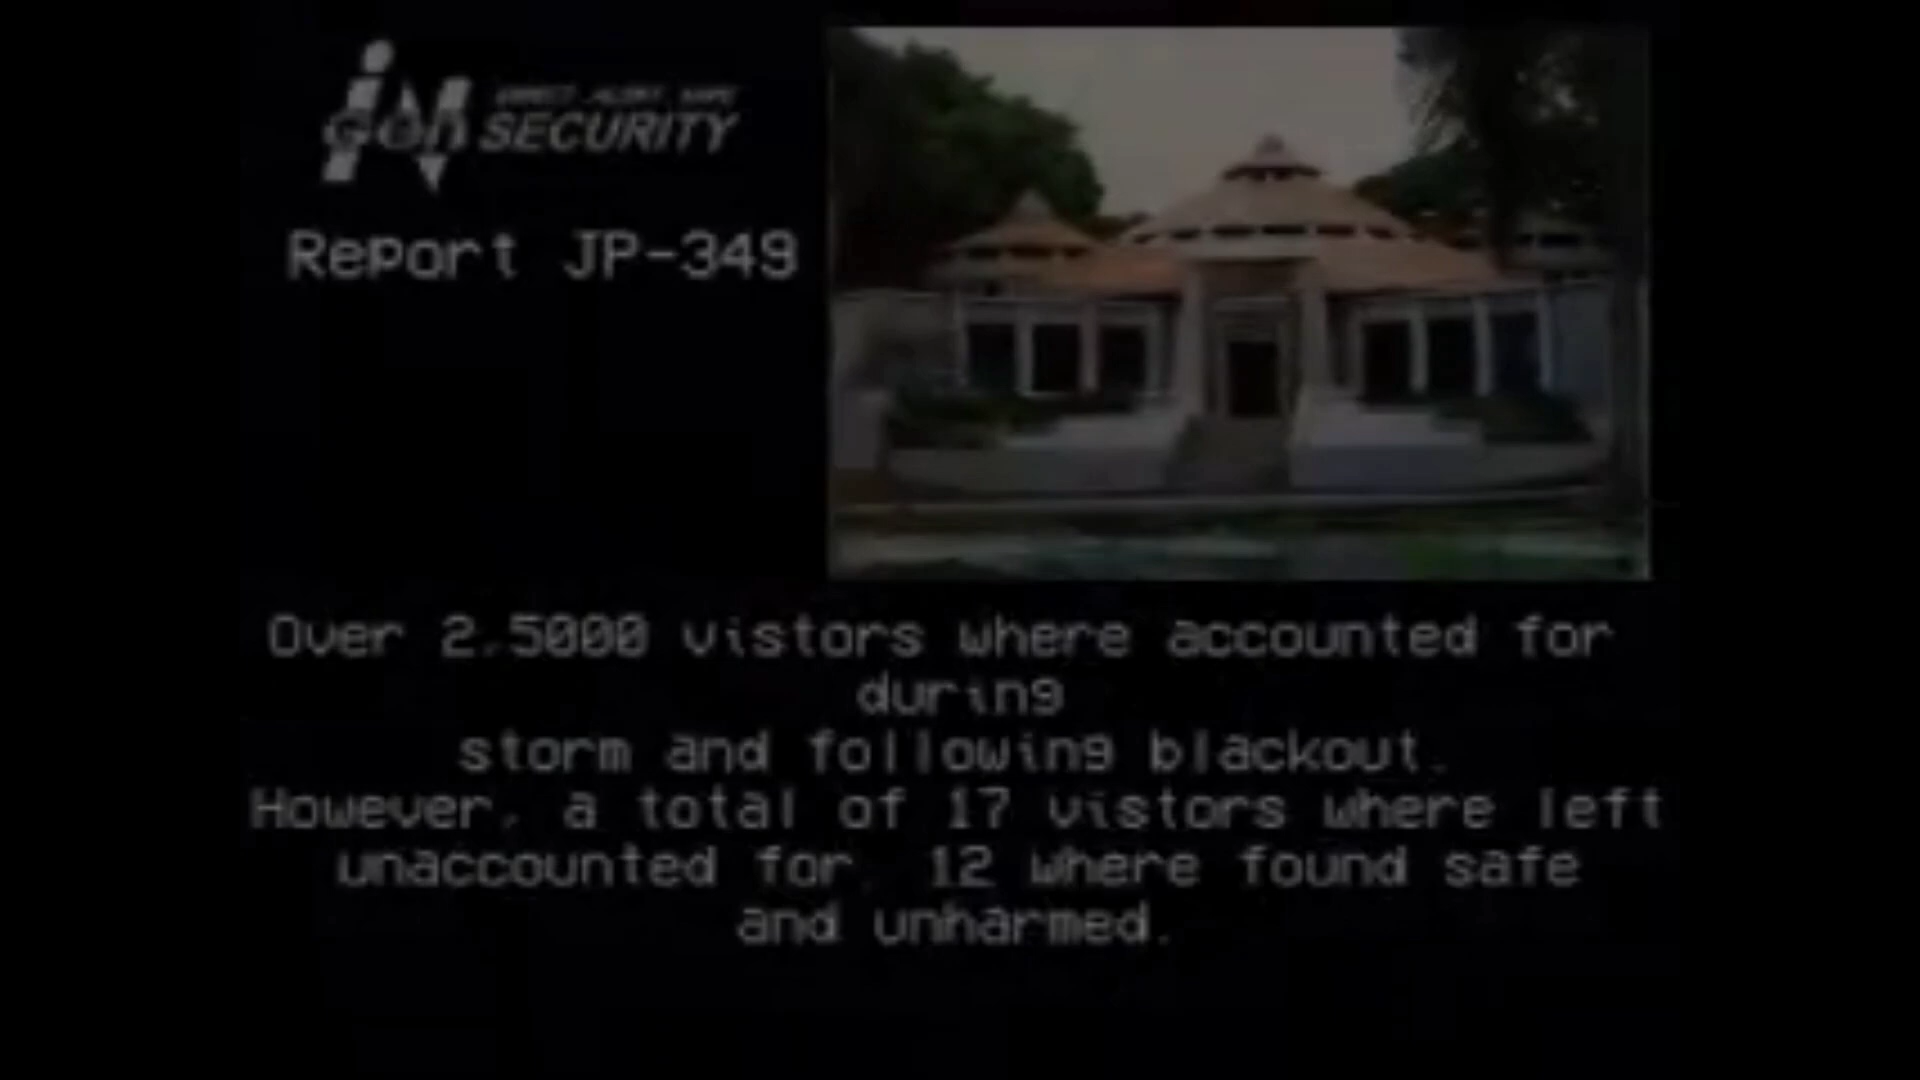 inGen SECURITY
Report JP-349
Over 2.5000 vistors where accounted for
during
storm and following blackout.
However, a total of 17 vistors where left
unaccounted for. 12 where found safe
and unharmed.